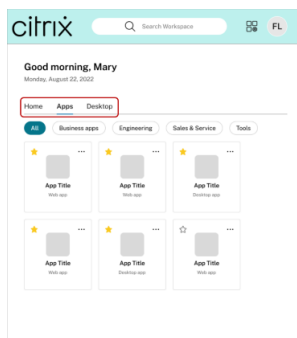 citrix
Search Workspace
FL
Good morning, Mary
Monday, August 22, 2022
Home Apps Desktop
All Business apps Engineering Sales & Service Tools
App Title App Title App Title
Web app Web app Desktop app
App Title App Title App Title
Web app Desktop app Web app